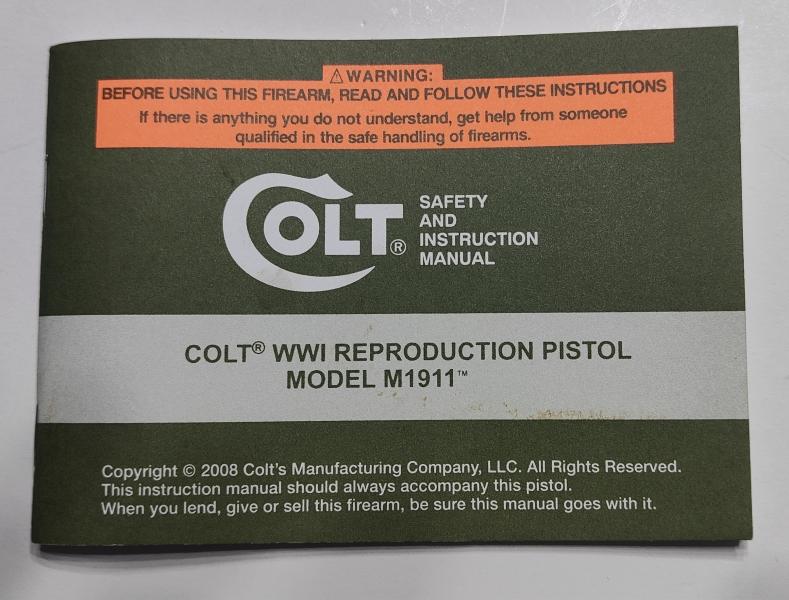 ⚠WARNING:
BEFORE USING THIS FIREARM, READ AND FOLLOW THESE INSTRUCTIONS
If there is anything you do not understand, get help from someone
qualified in the safe handling of firearms.
COLT®
SAFETY
AND
INSTRUCTION
MANUAL
COLT® WWI REPRODUCTION PISTOL
MODEL M1911™
Copyright © 2008 Colt's Manufacturing Company, LLC. All Rights Reserved.
This instruction manual should always accompany this pistol.
When you lend, give or sell this firearm, be sure this manual goes with it.